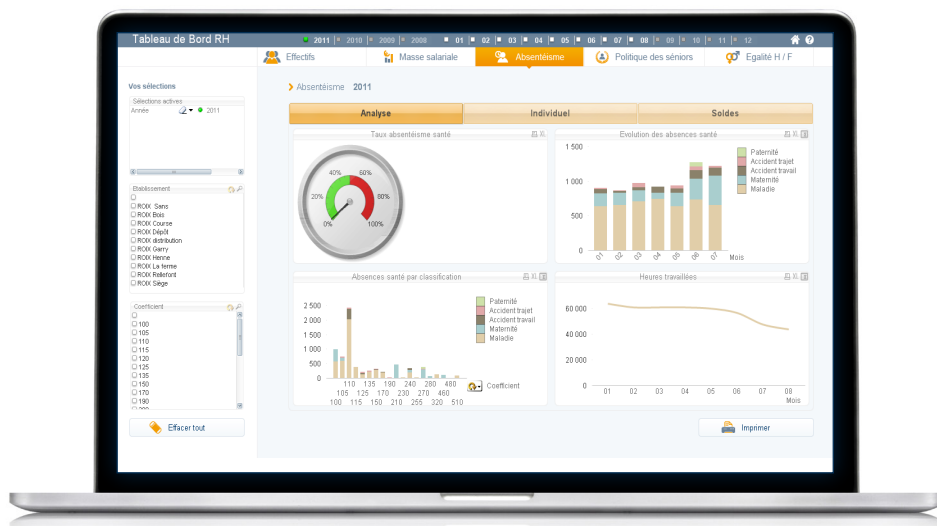 Tableau de Bord RH
2011 2010 2009 2008 01 02 03 04 05 06 07 08 09 10 11 12
Effectifs Masse salariale Absentéisme Politique des séniors Egalité H / F
Vos sélections
Sélections actives
Année 2011
Etablissement
ROIX Sans
ROIX Bois
ROIX Course
ROIX Dépôt
ROIX distribution
ROIX Garry
ROIX Henne
ROIX La ferme
ROIX Rellefont
ROIX Siège
Coefficient
100
105
110
115
120
125
135
150
170
190
200
Effacer tout
Absentéisme 2011
Analyse Individuel Soldes
Taux absentéisme santé XL
0% 20% 40% 60% 80% 100%
Evolution des absences santé XL
1 500
1 000
500
0
01 02 03 04 05 06 07 Mois
Paternité
Accident trajet
Accident travail
Maternité
Maladie
Absences santé par classification XL
2 500
2 000
1 500
1 000
500
0
110 135 190 240 280 480
105 125 170 230 270 460
100 115 150 210 255 320 510
Coefficient
Paternité
Accident trajet
Accident travail
Maternité
Maladie
Heures travaillées XL
60 000
40 000
20 000
0
01 02 03 04 05 06 07 08
Mois
Imprimer